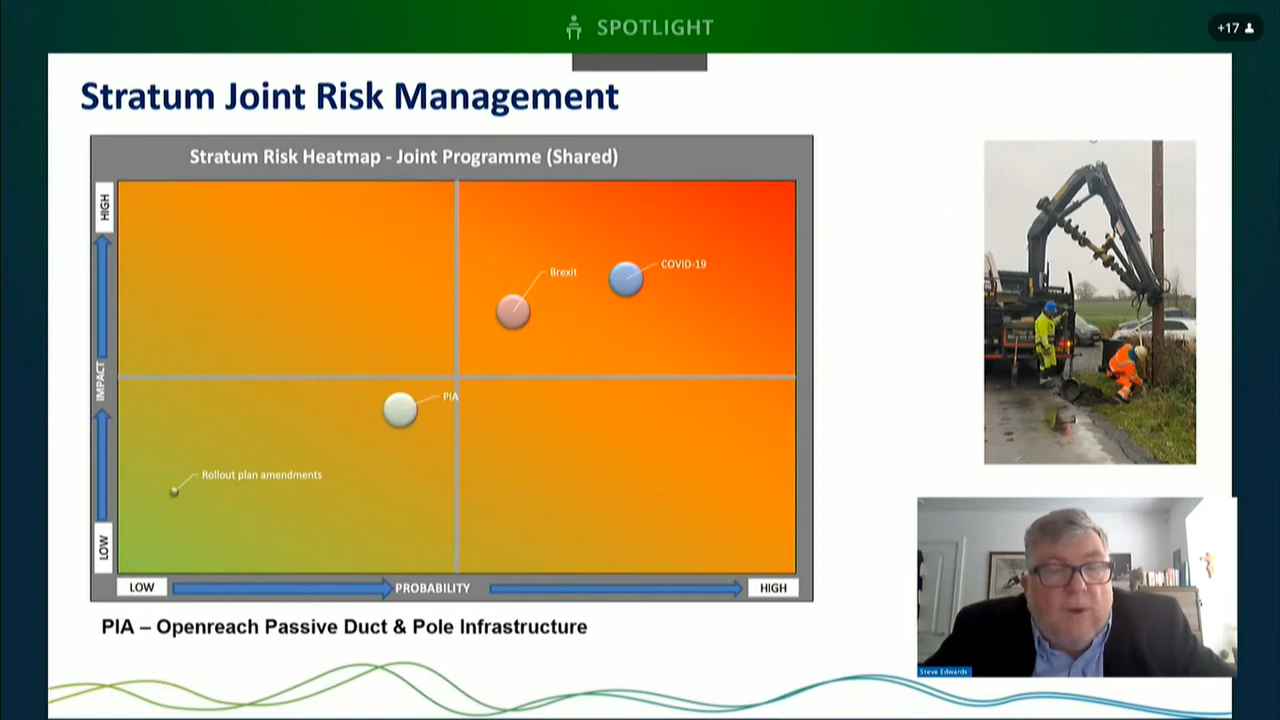 SPOTLIGHT
+17
Stratum Joint Risk Management
Stratum Risk Heatmap - Joint Programme (Shared)
HIGH
IMPACT
LOW
COVID-19
Brexit
PIA
Rollout plan amendments
LOW
PROBABILITY
HIGH
PIA – Openreach Passive Duct & Pole Infrastructure
Steve Edwards